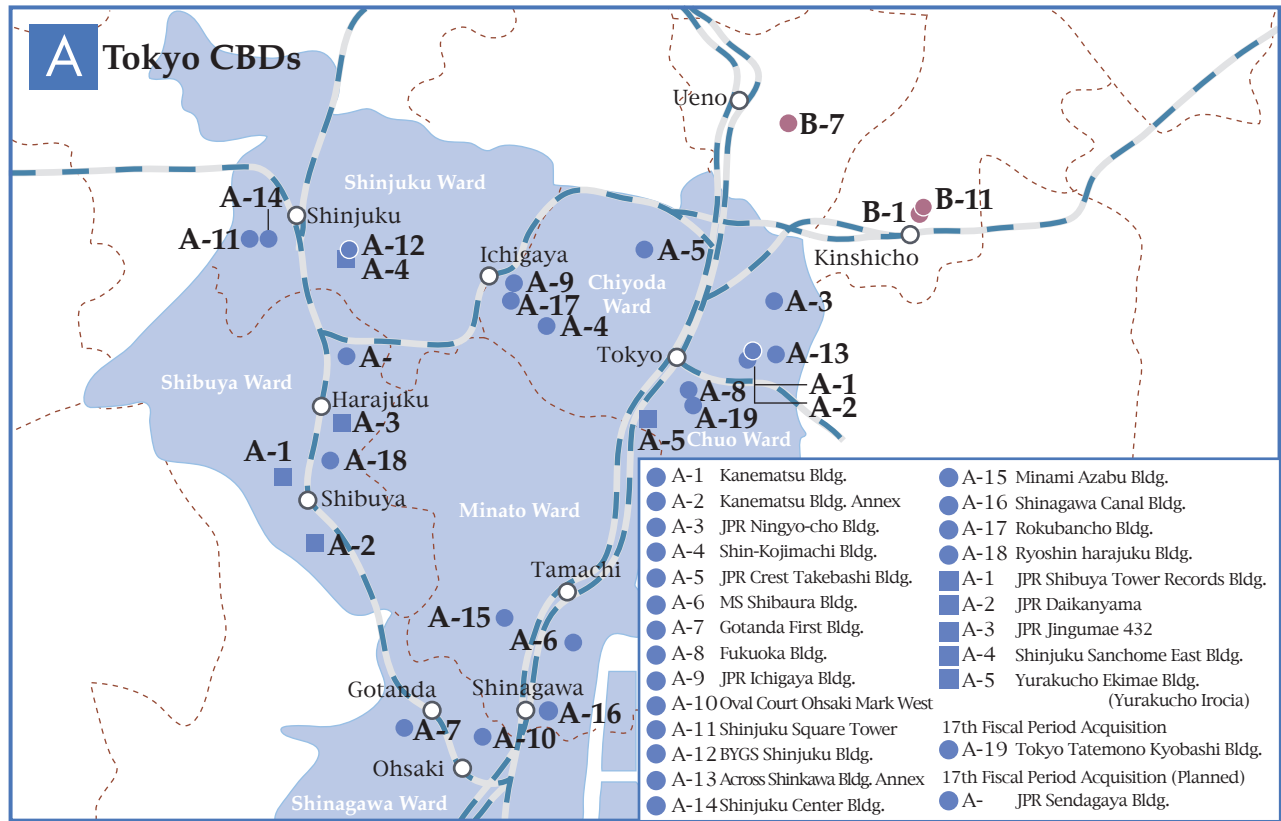 A Tokyo CBDs
Ueno
B-7
Shinjuku Ward
A-14
Shinjuku
A-11
A-12
A-4
Ichigaya
A-9
A-17
A-4
Chiyoda
Ward
A-5
B-1
B-11
Kinshicho
A-3
Tokyo
A-13
A-1
A-2
A-8
A-19
A-5
Chuo Ward
A-
Shibuya Ward
Harajuku
A-3
A-1
A-18
Shibuya
A-2
Minato Ward
Tamachi
A-15
A-6
Gotanda
Shinagawa
A-16
A-7
A-10
Ohsaki
Shinagawa Ward
A-1 Kanematsu Bldg.
A-2 Kanematsu Bldg. Annex
A-3 JPR Ningyo-cho Bldg.
A-4 Shin-Kojimachi Bldg.
A-5 JPR Crest Takebashi Bldg.
A-6 MS Shibaura Bldg.
A-7 Gotanda First Bldg.
A-8 Fukuoka Bldg.
A-9 JPR Ichigaya Bldg.
A-10 Oval Court Ohsaki Mark West
A-11 Shinjuku Square Tower
A-12 BYGS Shinjuku Bldg.
A-13 Across Shinkawa Bldg. Annex
A-14 Shinjuku Center Bldg.
A-15 Minami Azabu Bldg.
A-16 Shinagawa Canal Bldg.
A-17 Rokubancho Bldg.
A-18 Ryoshin harajuku Bldg.
A-1 JPR Shibuya Tower Records Bldg.
A-2 JPR Daikanyama
A-3 JPR Jingumae 432
A-4 Shinjuku Sanchome East Bldg.
A-5 Yurakucho Ekimae Bldg.
(Yurakucho Irocia)
17th Fiscal Period Acquisition
A-19 Tokyo Tatemono Kyobashi Bldg.
17th Fiscal Period Acquisition (Planned)
A- JPR Sendagaya Bldg.